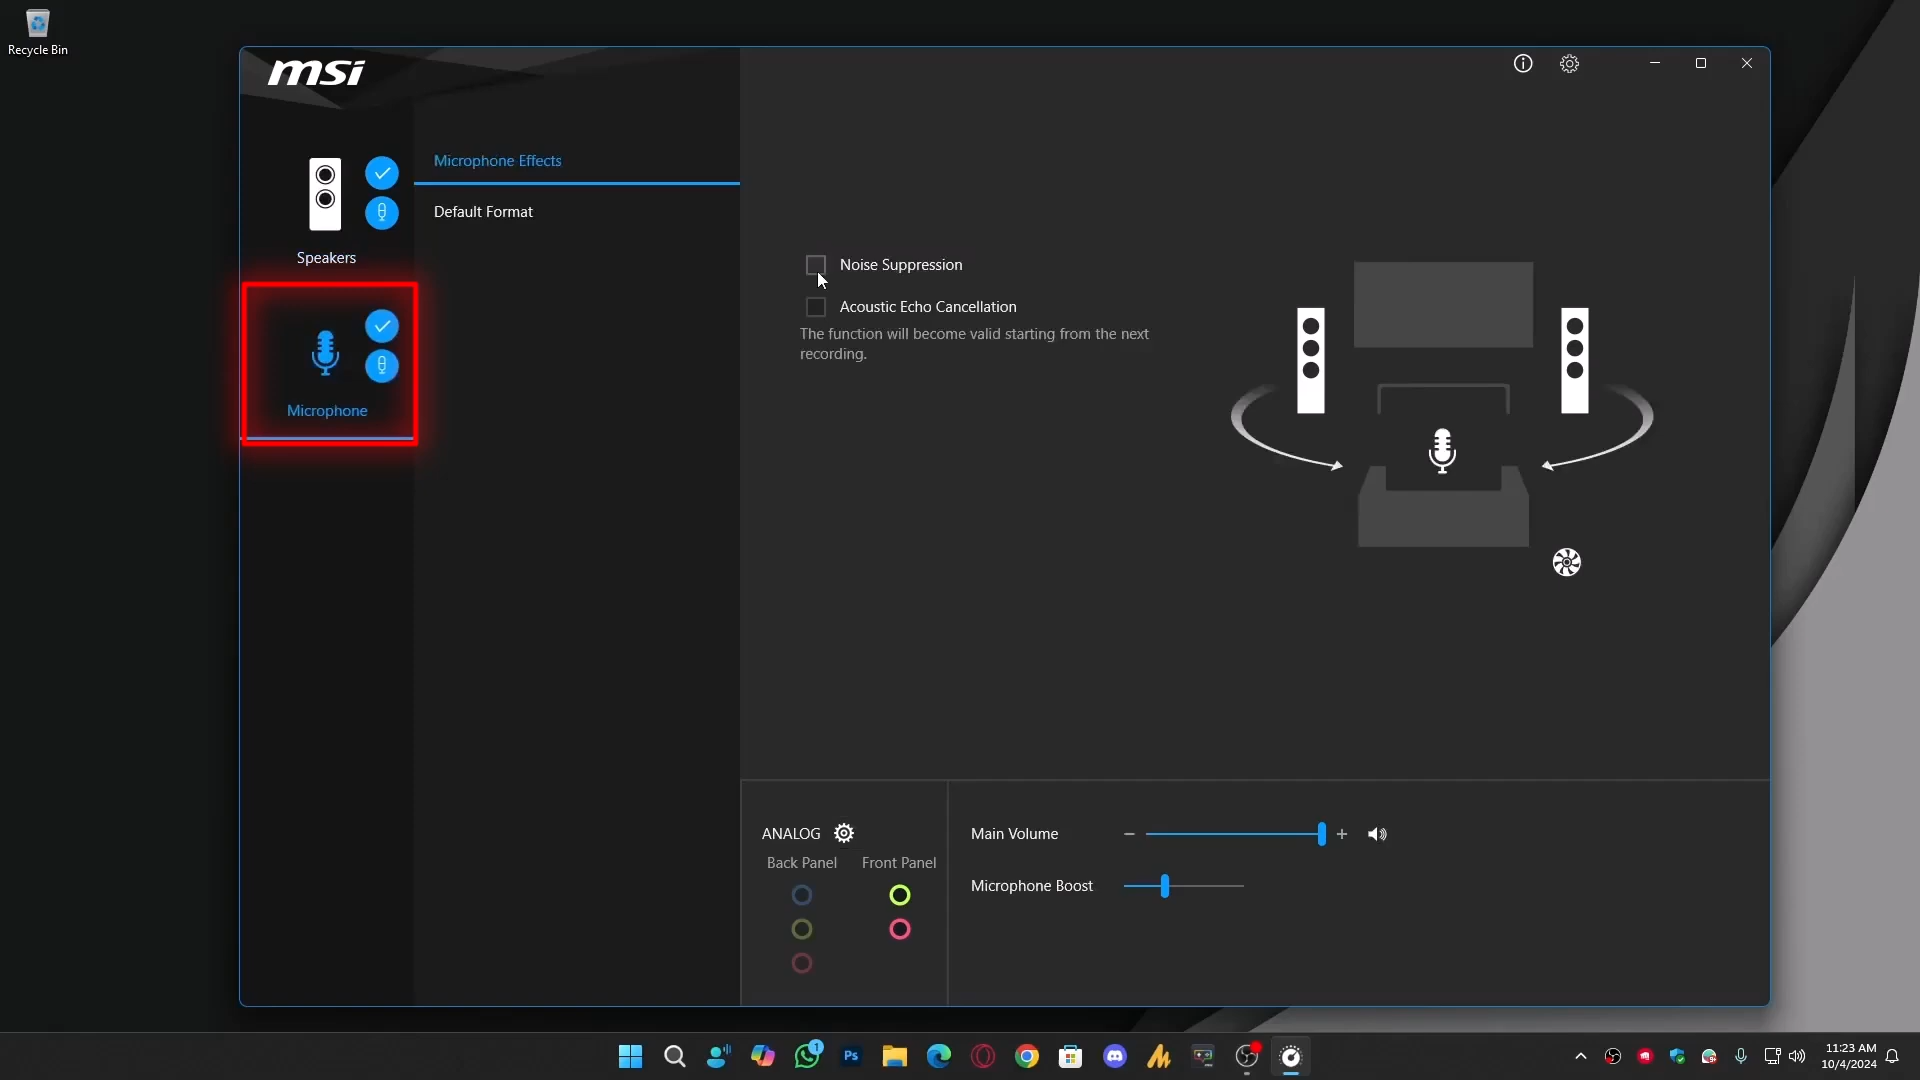 Recycle Bin
msi
Speakers
Microphone
Microphone Effects
Default Format
Noise Suppression
Acoustic Echo Cancellation
The function will become valid starting from the next
recording.
ANALOG
Back Panel
Front Panel
Main Volume
Microphone Boost
1
Ps
11:23 AM
10/4/2024